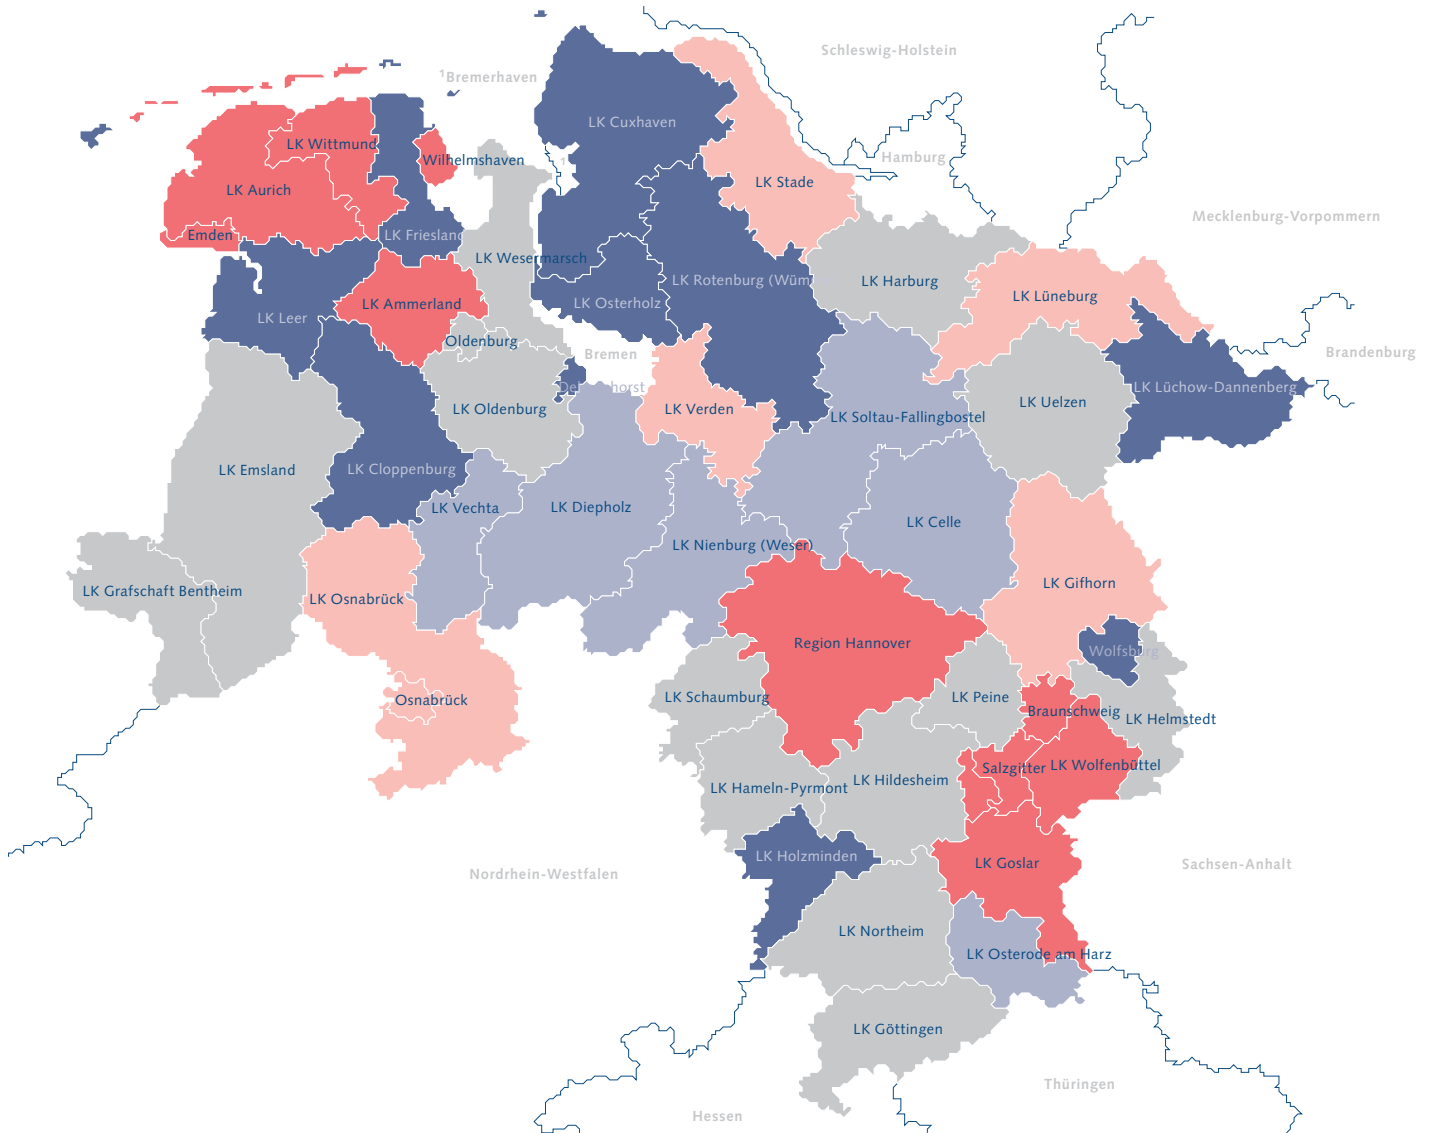 Schleswig-Holstein
¹Bremerhaven
LK Cuxhaven
LK Wittmund
Wilhelmshaven
1
Hamburg
LK Stade
LK Aurich
Mecklenburg-Vorpommern
Emden
LK Friesland
LK Wesermarsch
LK Rotenburg (Wüm
LK Harburg
LK Lüneburg
LK Ammerland
LK Osterholz
LK Leer
Oldenburg
Bremen
Brandenburg
Delmenhorst
LK Lüchow-Dannenberg
LK Uelzen
LK Oldenburg
LK Verden
LK Soltau-Fallingbostel
LK Emsland
LK Cloppenburg
LK Vechta
LK Diepholz
LK Celle
LK Nienburg (Weser)
LK Gifhorn
LK Grafschaft Bentheim
LK Osnabrück
Region Hannover
Wolfsburg
LK Schaumburg
LK Peine
Osnabrück
Braunschweig
LK Helmstedt
Salzgitter
LK Wolfenbüttel
LK Hildesheim
LK Hameln-Pyrmont
LK Holzminden
LK Goslar
Sachsen-Anhalt
Nordrhein-Westfalen
LK Northeim
LK Osterode am Harz
LK Göttingen
Thüringen
Hessen